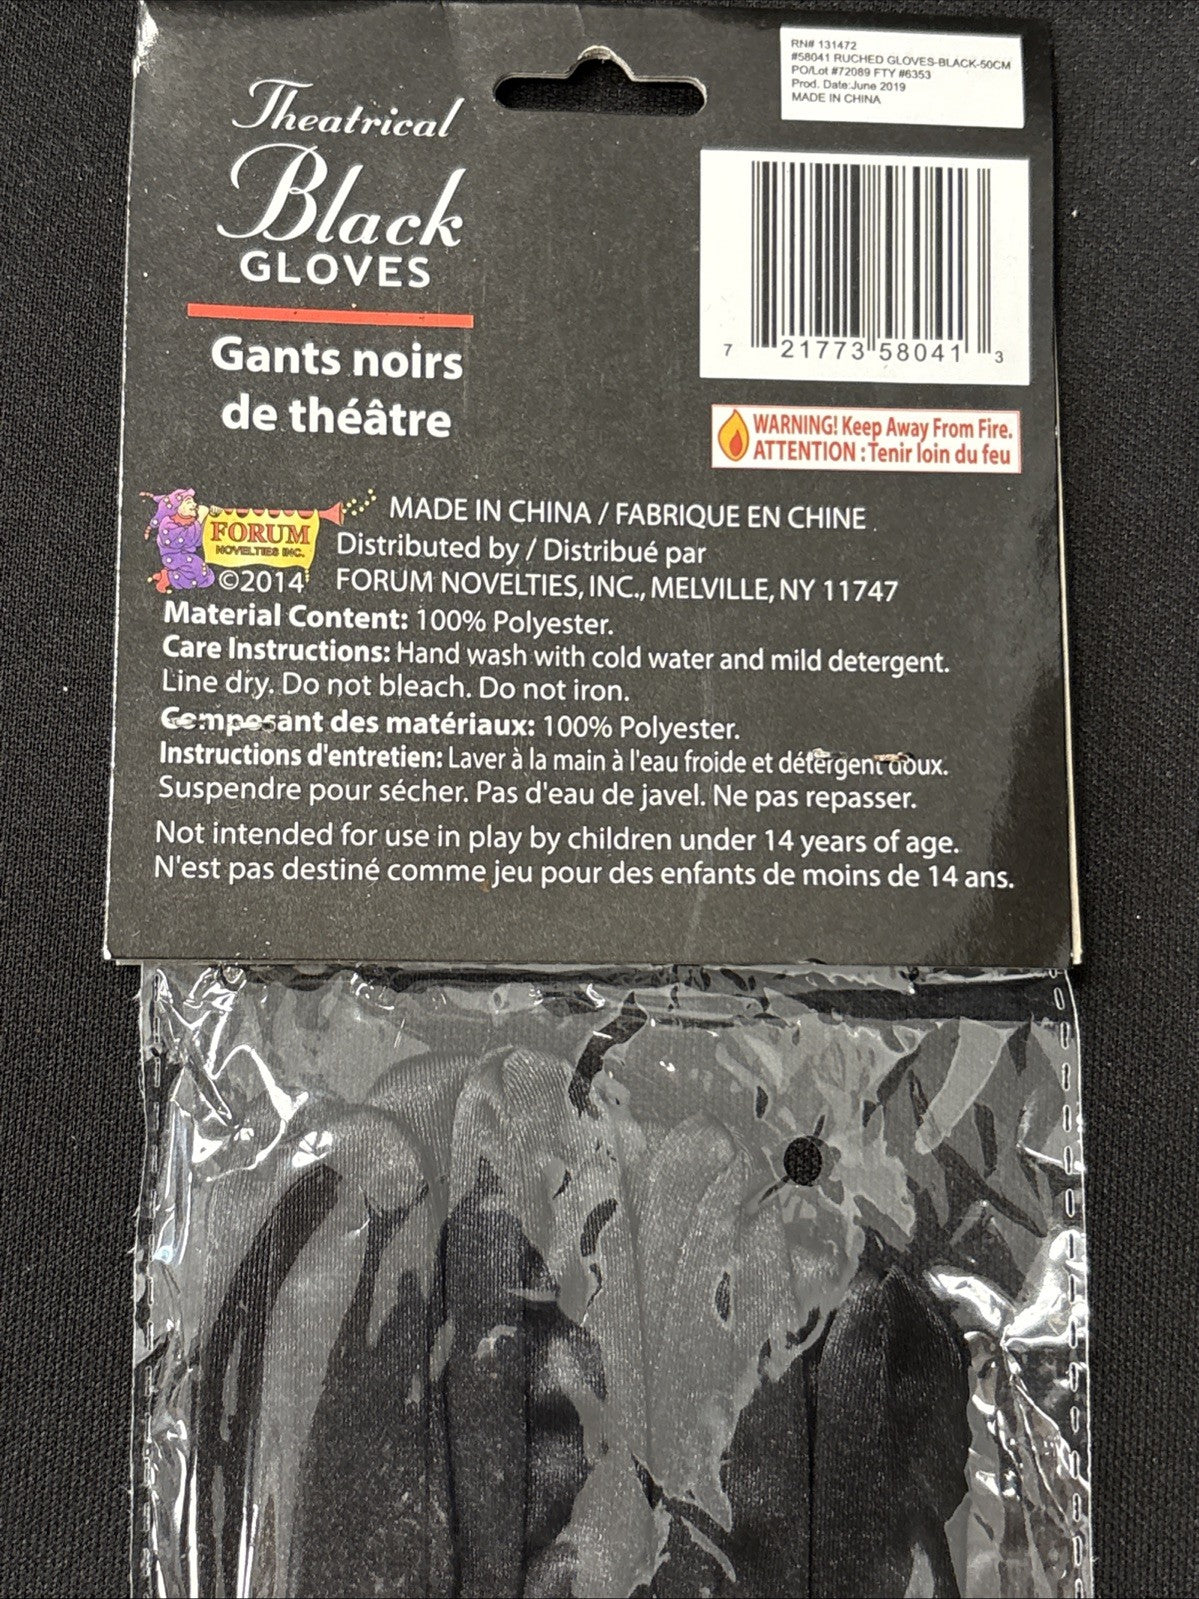 RN# 131472
#58041 RUCHED GLOVES-BLACK-50CM
PO/Lot #72089 FTY #6353
Prod. Date:June 2019
MADE IN CHINA
Theatrical
Black
GLOVES
Gants noirs
de théâtre
7 21773 58041 3
WARNING! Keep Away From Fire.
ATTENTION : Tenir loin du feu
FORUM
NOVELTIES INC.
©2014
MADE IN CHINA / FABRIQUE EN CHINE
Distributed by / Distribué par
FORUM NOVELTIES, INC., MELVILLE, NY 11747
Material Content: 100% Polyester.
Care Instructions: Hand wash with cold water and mild detergent.
Line dry. Do not bleach. Do not iron.
Composant des matériaux: 100% Polyester.
Instructions d'entretien: Laver à la main à l'eau froide et détergent doux.
Suspendre pour sécher. Pas d'eau de javel. Ne pas repasser.
Not intended for use in play by children under 14 years of age.
N'est pas destiné comme jeu pour des enfants de moins de 14 ans.